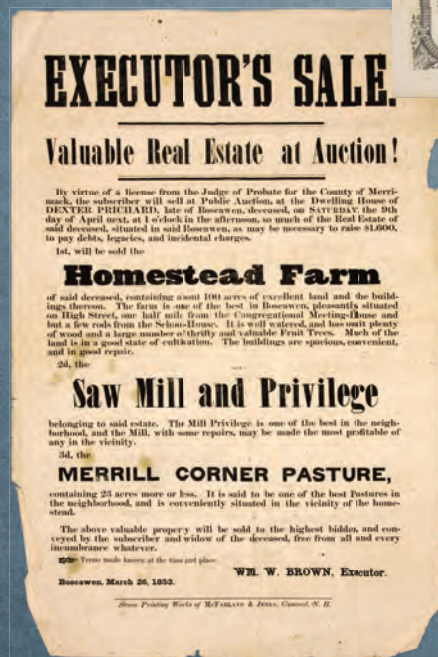 EXECUTOR'S SALE.
Valuable Real Estate at Auction!
By virtue of a license from the Judge of Probate for the County of Merri-
mack, the subscriber will sell at Public Auction, at the Dwelling House of
DEXTER PRICHARD, late of Boscawen, deceased, on SATURDAY, the 9th
day of April next, at 1 o'clock in the afternoon, so much of the Real Estate of
said deceased, situated in said Boscawen, as may be necessary to raise $1,600,
to pay debts, legacies, and incidental charges.
1st, will be sold the
Homestead Farm
of said deceased, containing about 100 acres of excellent land and the build-
ings thereon. The farm is one of the best in Boscawen, pleasantly situated
on High Street, one half mile from the Congregational Meeting-House and
but a few rods from the School-House. It is well watered, and has on it plenty
of wood and a large number of thrifty and valuable Fruit Trees. Much of the
land is in a good state of cultivation. The buildings are spacious, convenient,
and in good repair.
2d, the
Saw Mill and Privilege
belonging to said estate. The Mill Privilege is one of the best in the neigh-
borhood, and the Mill, with some repairs, may be made the most profitable of
any in the vicinity.
3d, the
MERRILL CORNER PASTURE,
containing 23 acres more or less. It is said to be one of the best Pastures in
the neighborhood, and is conveniently situated in the vicinity of the home-
stead.
The above valuable property will be sold to the highest bidder, and con-
veyed by the subscriber and widow of the deceased, free from all and every
incumbrance whatever.
☞ Terms made known at the time and place.
WM. W. BROWN, Executor.
Boscawen, March 26, 1853.
Steam Printing Works of McFARLAND & JENKS, Concord, N. H.